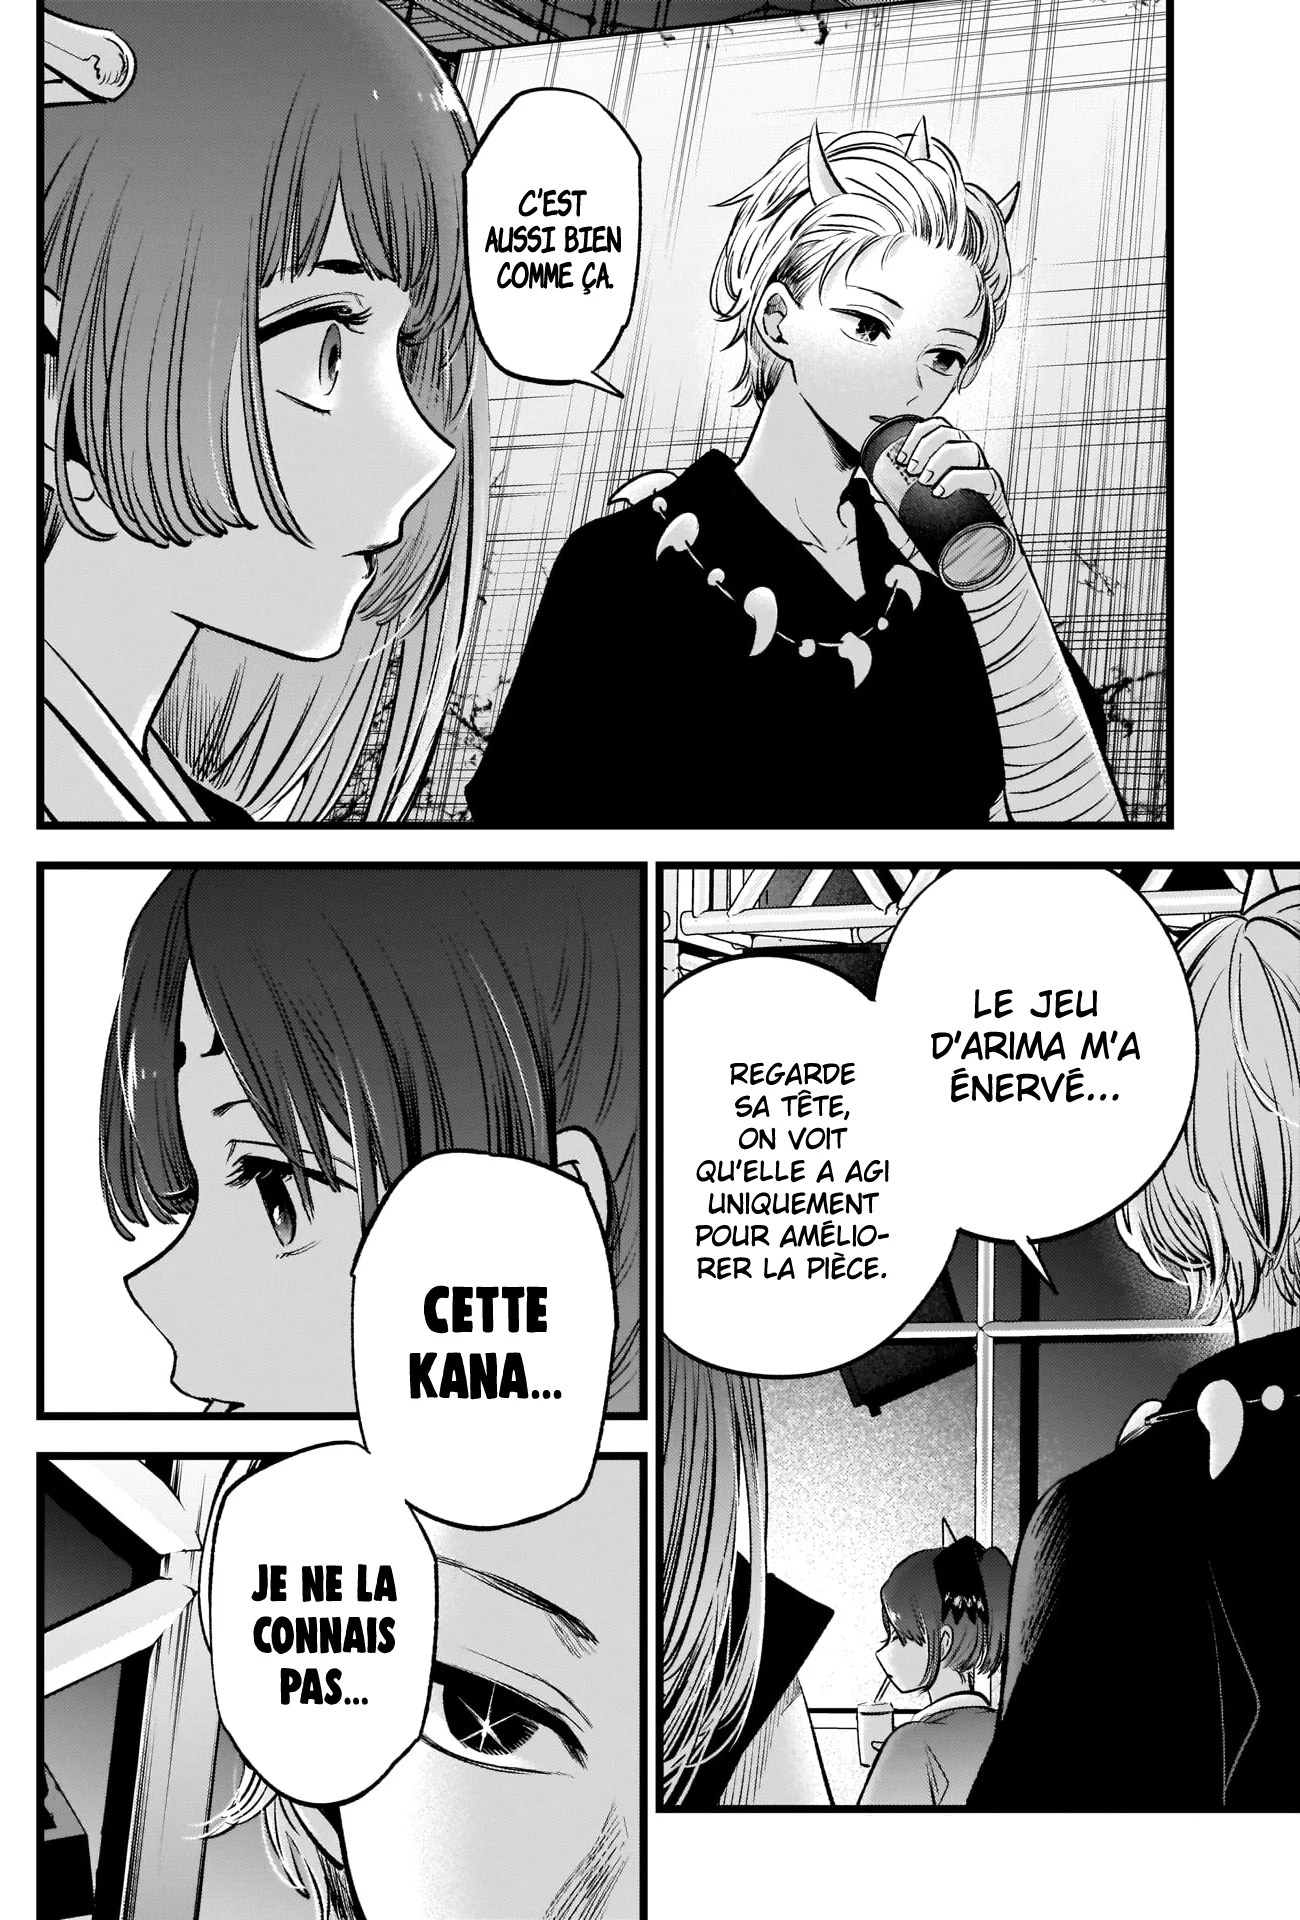 C'EST
AUSSI BIEN
COMME ÇA.
LE JEU
D'ARIMA M'A
ÉNERVÉ...
REGARDE
SA TÊTE,
ON VOIT
QU'ELLE A AGI
UNIQUEMENT
POUR AMÉLIO-
RER LA PIÈCE.
CETTE
KANA...
JE NE LA
CONNAIS
PAS...